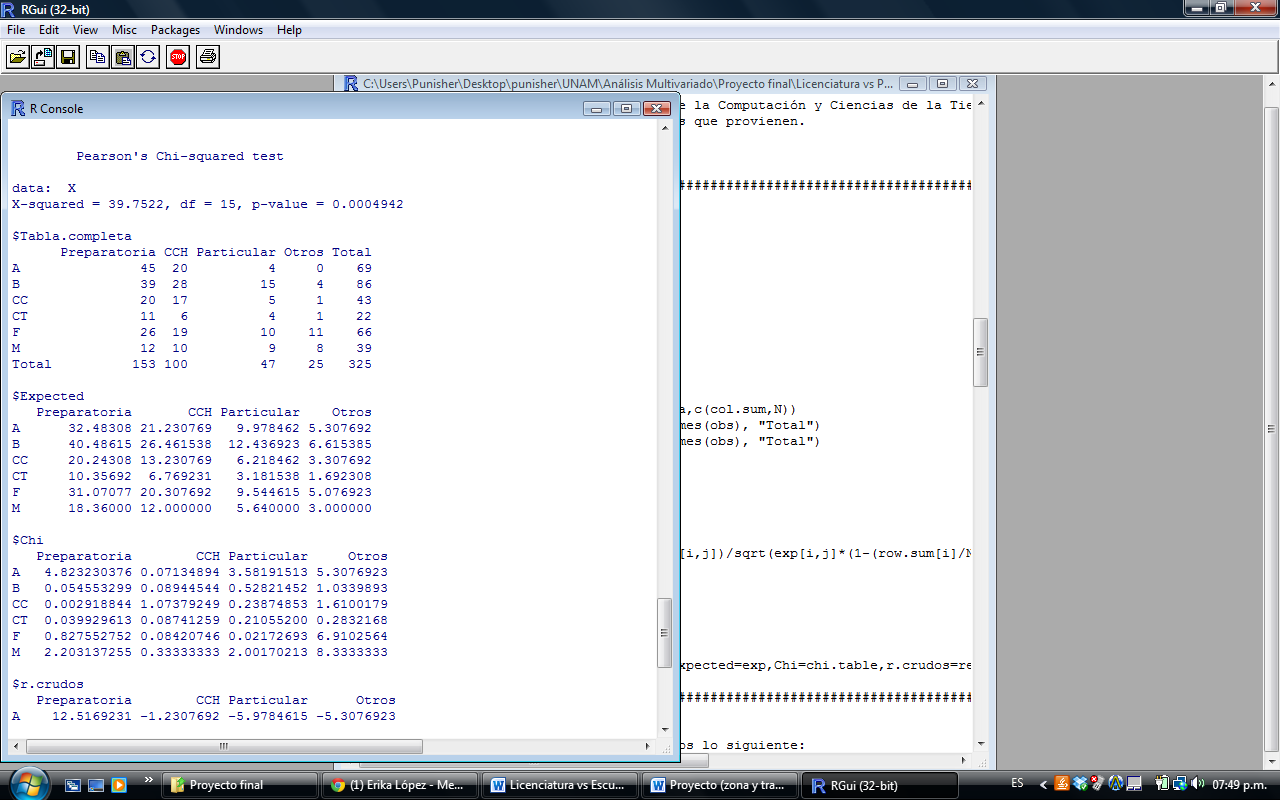 RGui (32-bit)
File Edit View Misc Packages Windows Help
STOP
C:\Users\Punisher\Desktop\punisher\UNAM\Análisis Multivariado\Proyecto final\Licenciatura vs P...
R Console
Pearson's Chi-squared test
data: X
X-squared = 39.7522, df = 15, p-value = 0.0004942
$Tabla.completa
Preparatoria CCH Particular Otros Total
A 45 20 4 0 69
B 39 28 15 4 86
CC 20 17 5 1 43
CT 11 6 4 1 22
F 26 19 10 11 66
M 12 10 9 8 39
Total 153 100 47 25 325
$Expected
Preparatoria CCH Particular Otros
A 32.48308 21.230769 9.978462 5.307692
B 40.48615 26.461538 12.436923 6.615385
CC 20.24308 13.230769 6.218462 3.307692
CT 10.35692 6.769231 3.181538 1.692308
F 31.07077 20.307692 9.544615 5.076923
M 18.36000 12.000000 5.640000 3.000000
$Chi
Preparatoria CCH Particular Otros
A 4.823230376 0.07134894 3.58191513 5.3076923
B 0.054553299 0.08944544 0.52821452 1.0339893
CC 0.002918844 1.07379249 0.23874853 1.6100179
CT 0.039929613 0.08741259 0.21055200 0.2832168
F 0.827552752 0.08420746 0.02172693 6.9102564
M 2.203137255 0.33333333 2.00170213 8.3333333
$r.crudos
Preparatoria CCH Particular Otros
A 12.5169231 -1.2307692 -5.9784615 -5.3076923
e la Computación y Ciencias de la Tie
s que provienen.
#####################################
a,c(col.sum,N))
mes(obs), "Total")
mes(obs), "Total")
[i,j])/sqrt(exp[i,j]*(1-(row.sum[i]/N
xpected=exp,Chi=chi.table,r.crudos=re
#####################################
os lo siguiente:
Proyecto final
(1) Erika López - Me...
Licenciatura vs Escu...
Proyecto (zona y tra...
RGui (32-bit)
ES
07:49 p.m.